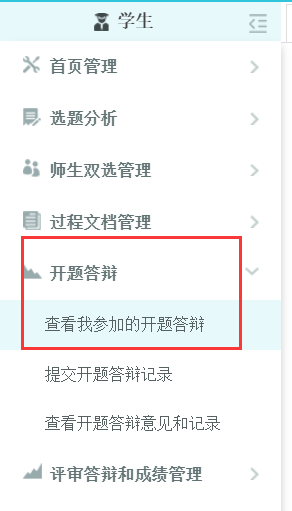 学生
首页管理
选题分析
师生双选管理
过程文档管理
开题答辩
查看我参加的开题答辩
提交开题答辩记录
查看开题答辩意见和记录
评审答辩和成绩管理